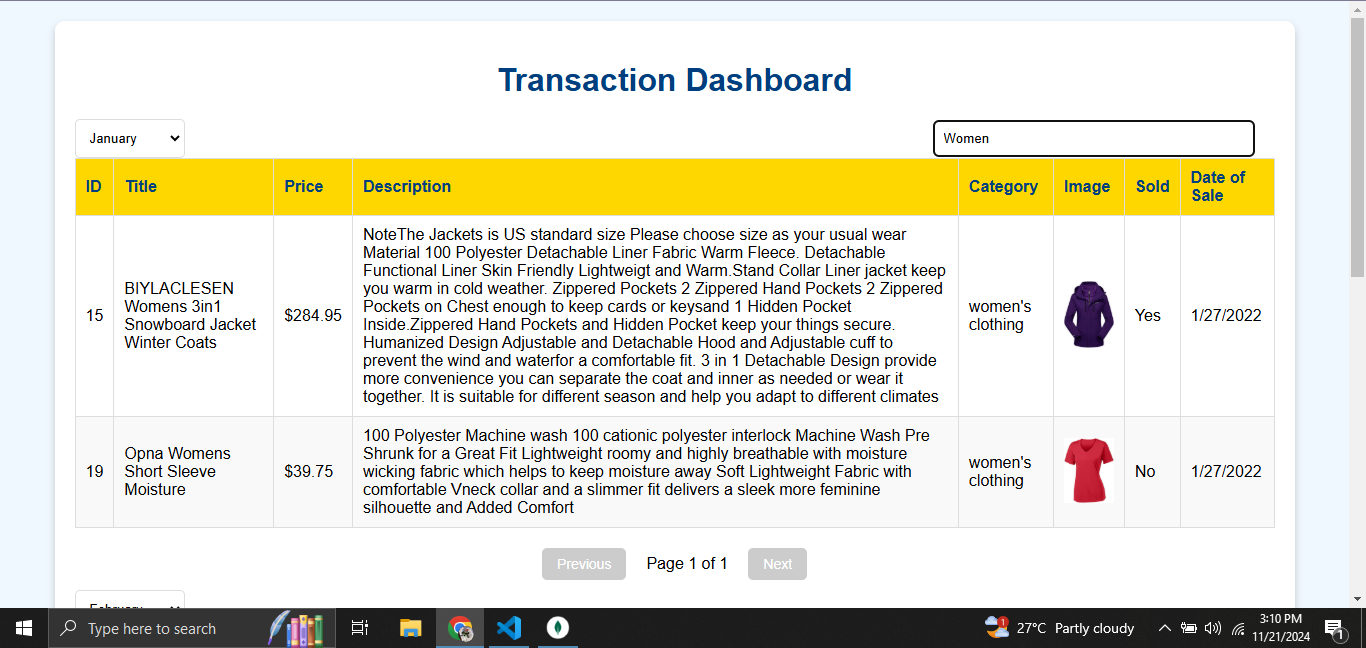 Transaction Dashboard
January
Women
ID Title Price Description Category Image Sold Date of
Sale
15
BIYLACLESEN
Womens 3in1
Snowboard Jacket
Winter Coats
$284.95
NoteThe Jackets is US standard size Please choose size as your usual wear
Material 100 Polyester Detachable Liner Fabric Warm Fleece. Detachable
Functional Liner Skin Friendly Lightweigt and Warm.Stand Collar Liner jacket keep
you warm in cold weather. Zippered Pockets 2 Zippered Hand Pockets 2 Zippered
Pockets on Chest enough to keep cards or keysand 1 Hidden Pocket
Inside.Zippered Hand Pockets and Hidden Pocket keep your things secure.
Humanized Design Adjustable and Detachable Hood and Adjustable cuff to
prevent the wind and waterfor a comfortable fit. 3 in 1 Detachable Design provide
more convenience you can separate the coat and inner as needed or wear it
together. It is suitable for different season and help you adapt to different climates
women's
clothing
Yes
1/27/2022
19
Opna Womens
Short Sleeve
Moisture
$39.75
100 Polyester Machine wash 100 cationic polyester interlock Machine Wash Pre
Shrunk for a Great Fit Lightweight roomy and highly breathable with moisture
wicking fabric which helps to keep moisture away Soft Lightweight Fabric with
comfortable Vneck collar and a slimmer fit delivers a sleek more feminine
silhouette and Added Comfort
women's
clothing
No
1/27/2022
Previous Page 1 of 1 Next
February
Type here to search
1
27°C Partly cloudy
3:10 PM
11/21/2024
1